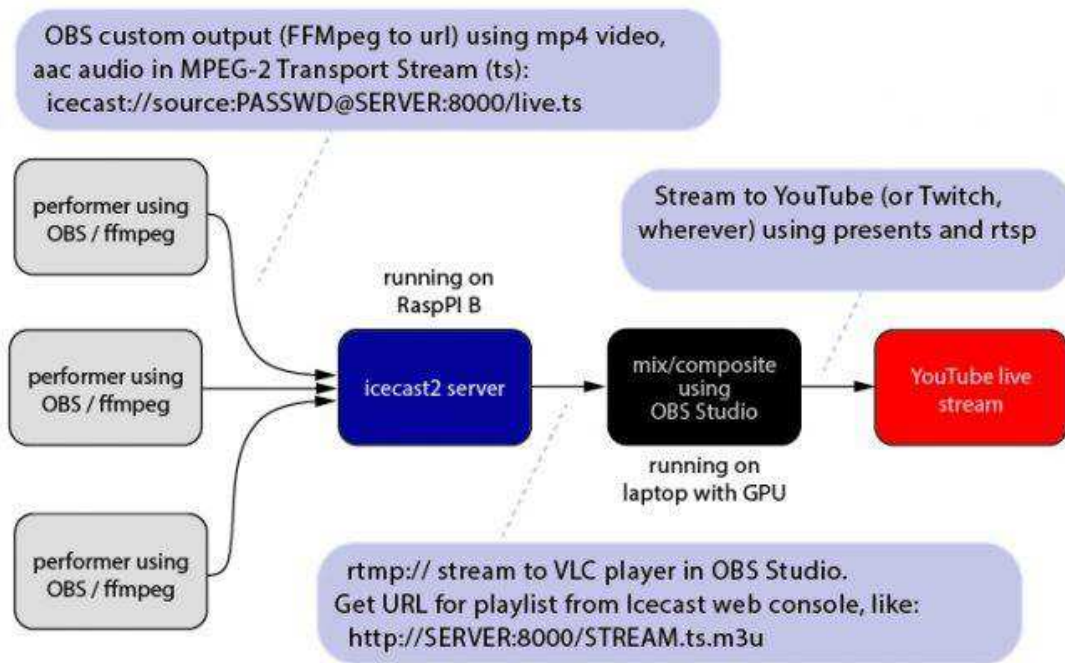 OBS custom output (FFMpeg to url) using mp4 video,
aac audio in MPEG-2 Transport Stream (ts):
icecast://source:PASSWD@SERVER:8000/live.ts
performer using
OBS / ffmpeg
Stream to YouTube (or Twitch,
wherever) using presents and rtsp
running on
RaspPI B
performer using
OBS / ffmpeg
icecast2 server
mix/composite
using
OBS Studio
YouTube live
stream
running on
laptop with GPU
performer using
OBS / ffmpeg
rtmp:// stream to VLC player in OBS Studio.
Get URL for playlist from Icecast web console, like:
http://SERVER:8000/STREAM.ts.m3u